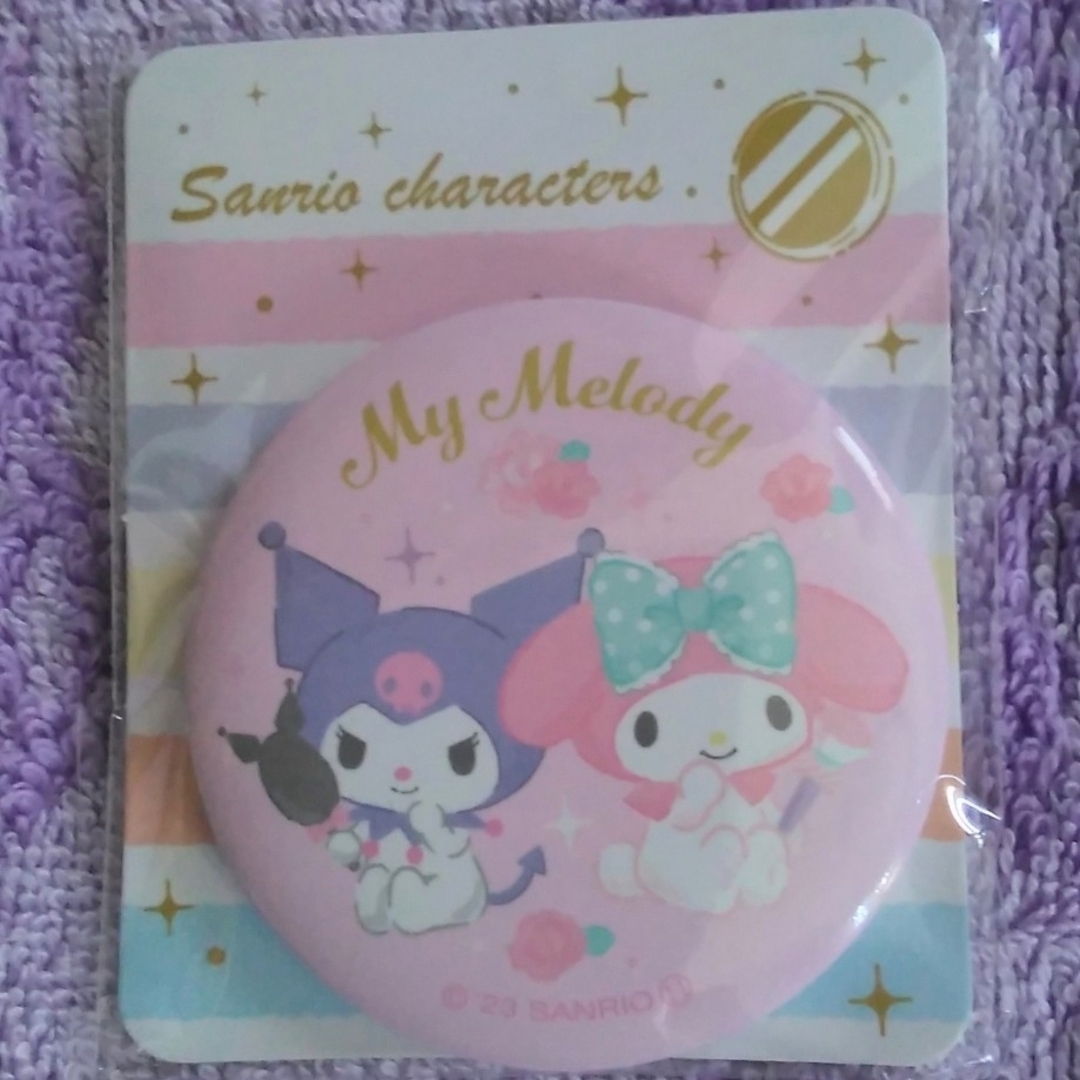 Sanrio characters.
My Melody
© '23 SANRIO